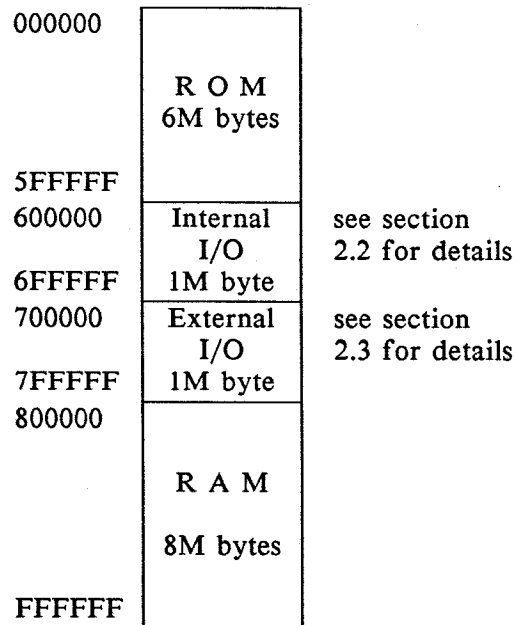 000000
R O M
6M bytes
5FFFFF
600000 Internal see section
I/O 2.2 for details
6FFFFF 1M byte
700000 External see section
I/O 2.3 for details
7FFFFF 1M byte
800000
R A M
8M bytes
FFFFFF